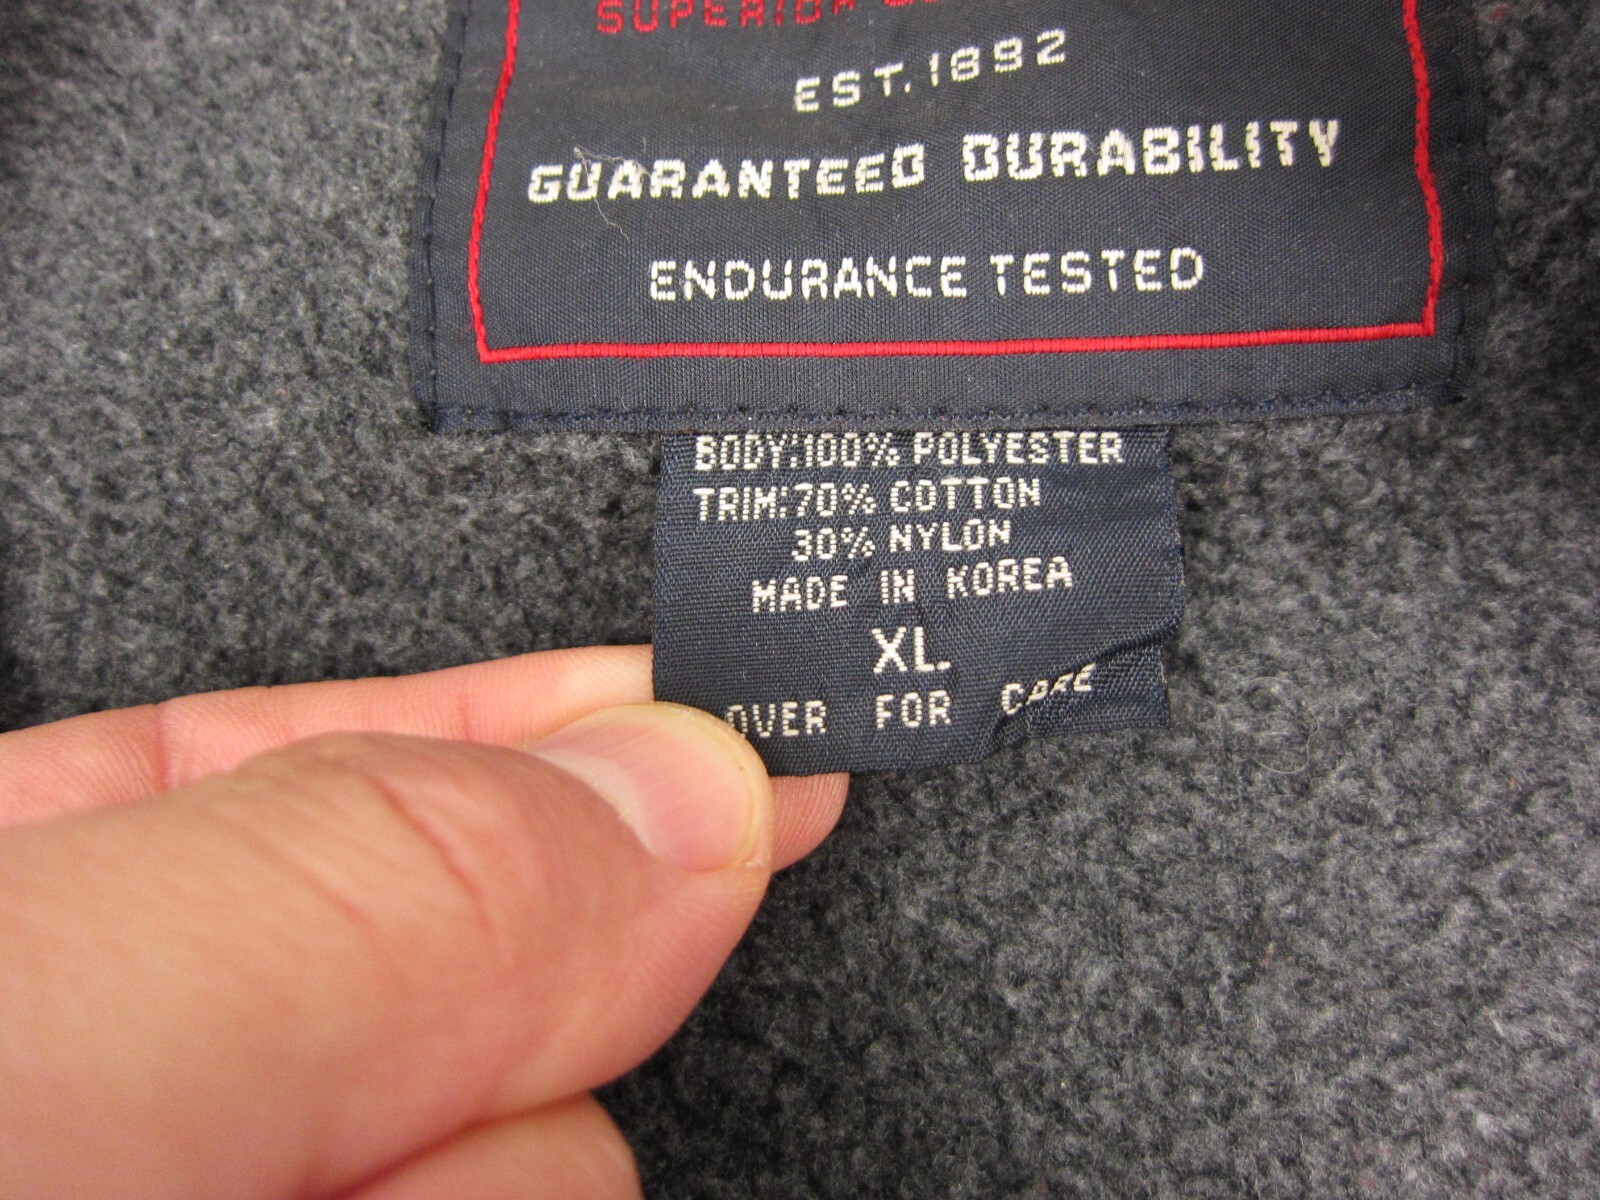 SUPERIOR
EST. 1892
GUARANTEED DURABILITY
ENDURANCE TESTED
BODY:100% POLYESTER
TRIM:70% COTTON
30% NYLON
MADE IN KOREA
XL
OVER FOR CARE